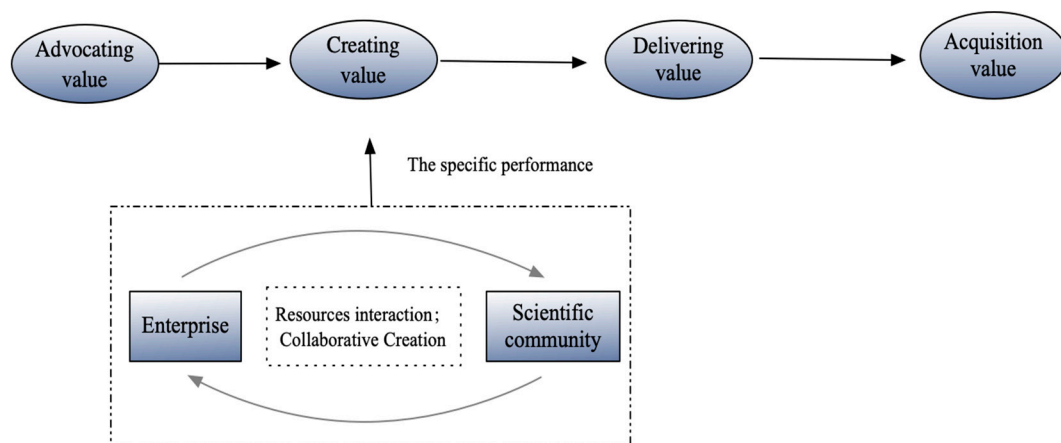 Advocating
value
Creating
value
Delivering
value
Acquisition
value
The specific performance
Enterprise
Resources interaction;
Collaborative Creation
Scientific
community